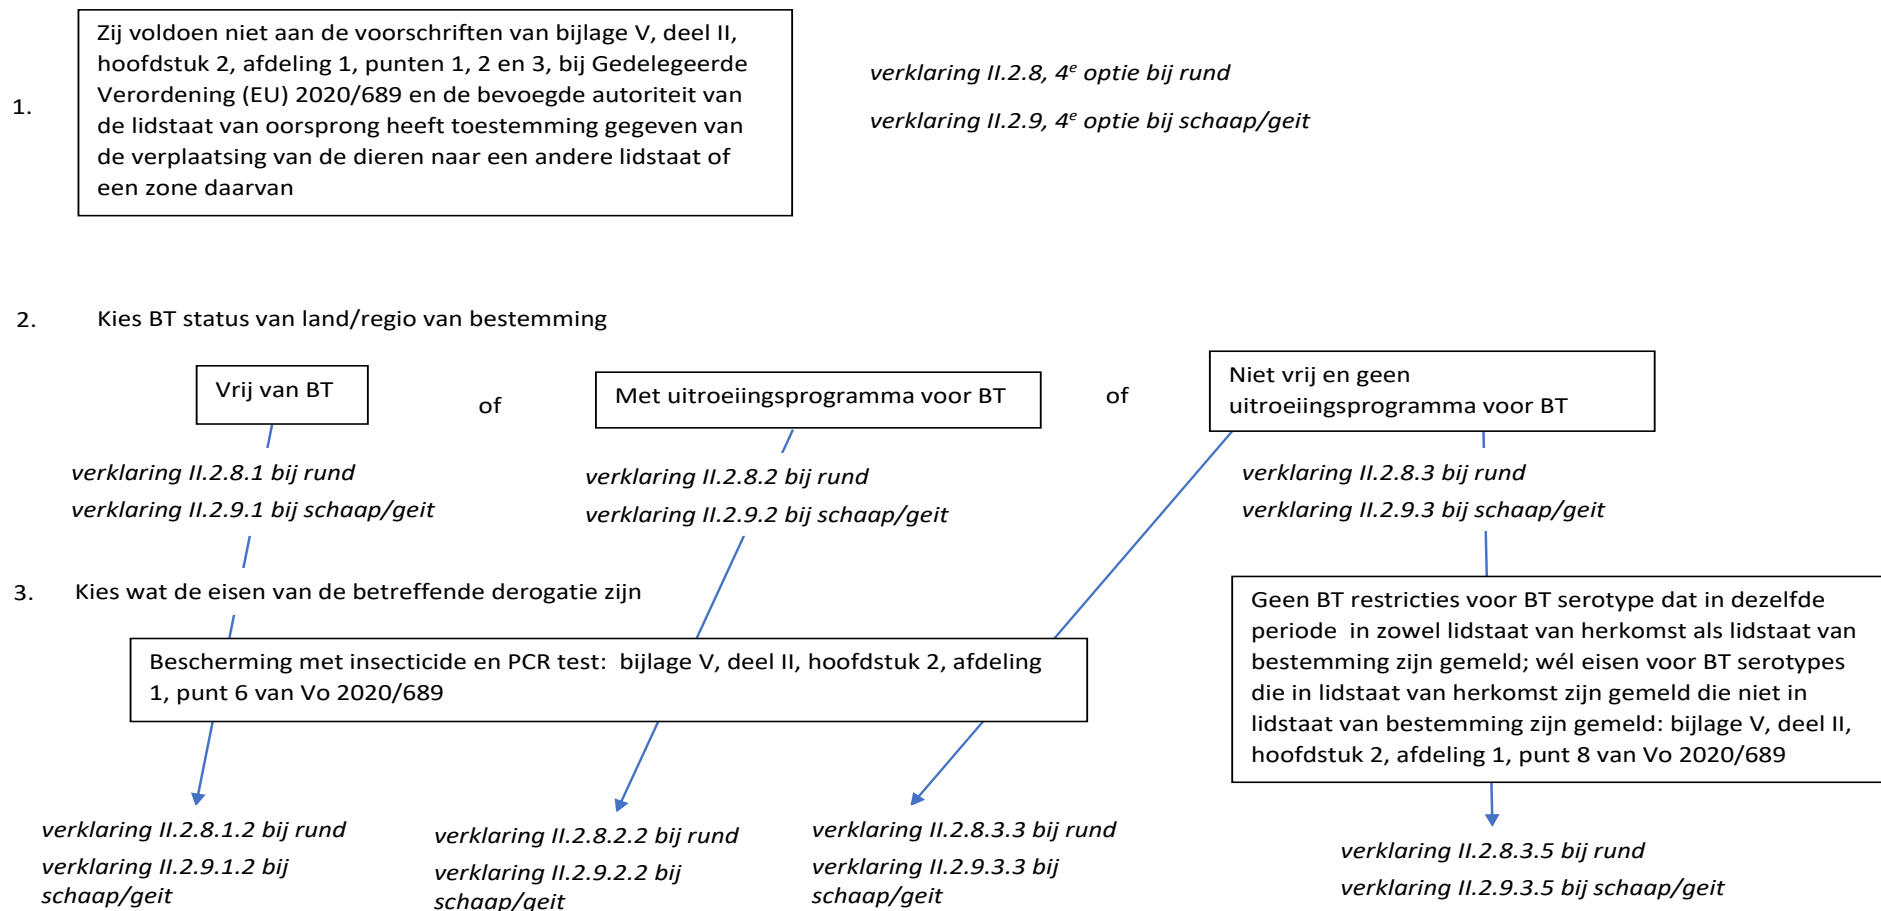 1.
Zij voldoen niet aan de voorschriften van bijlage V, deel II,
hoofdstuk 2, afdeling 1, punten 1, 2 en 3, bij Gedelegeerde
Verordening (EU) 2020/689 en de bevoegde autoriteit van
de lidstaat van oorsprong heeft toestemming gegeven van
de verplaatsing van de dieren naar een andere lidstaat of
een zone daarvan
verklaring II.2.8, 4e optie bij rund
verklaring II.2.9, 4e optie bij schaap/geit
2. Kies BT status van land/regio van bestemming
Vrij van BT
of
Met uitroeiingsprogramma voor BT
of
Niet vrij en geen
uitroeiingsprogramma voor BT
verklaring II.2.8.1 bij rund
verklaring II.2.9.1 bij schaap/geit
verklaring II.2.8.2 bij rund
verklaring II.2.9.2 bij schaap/geit
verklaring II.2.8.3 bij rund
verklaring II.2.9.3 bij schaap/geit
3. Kies wat de eisen van de betreffende derogatie zijn
Bescherming met insecticide en PCR test: bijlage V, deel II, hoofdstuk 2, afdeling
1, punt 6 van Vo 2020/689
Geen BT restricties voor BT serotype dat in dezelfde
periode in zowel lidstaat van herkomst als lidstaat van
bestemming zijn gemeld; wél eisen voor BT serotypes
die in lidstaat van herkomst zijn gemeld die niet in
lidstaat van bestemming zijn gemeld: bijlage V, deel II,
hoofdstuk 2, afdeling 1, punt 8 van Vo 2020/689
verklaring II.2.8.1.2 bij rund
verklaring II.2.9.1.2 bij
schaap/geit
verklaring II.2.8.2.2 bij rund
verklaring II.2.9.2.2 bij
schaap/geit
verklaring II.2.8.3.3 bij rund
verklaring II.2.9.3.3 bij
schaap/geit
verklaring II.2.8.3.5 bij rund
verklaring II.2.9.3.5 bij schaap/geit